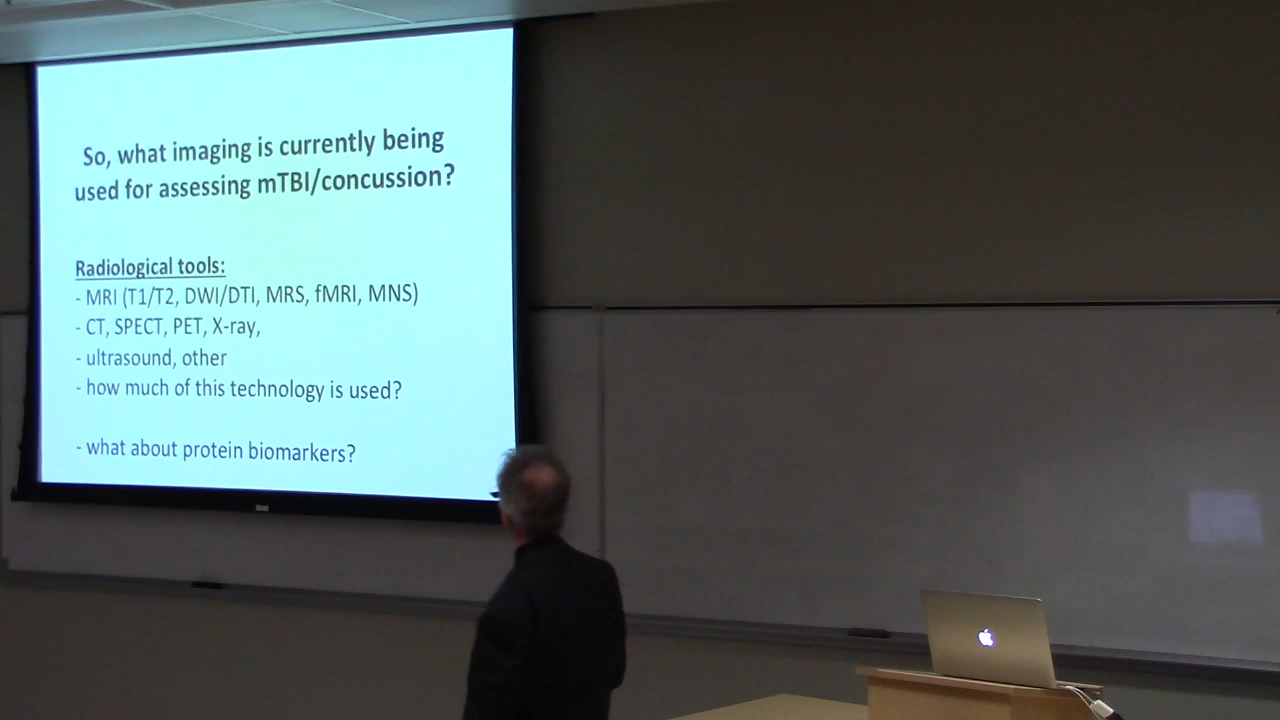 So, what imaging is currently being
used for assessing mTBI/concussion?
Radiological tools:
- MRI (T1/T2, DWI/DTI, MRS, fMRI, MNS)
- CT, SPECT, PET, X-ray,
- ultrasound, other
- how much of this technology is used?
- what about protein biomarkers?